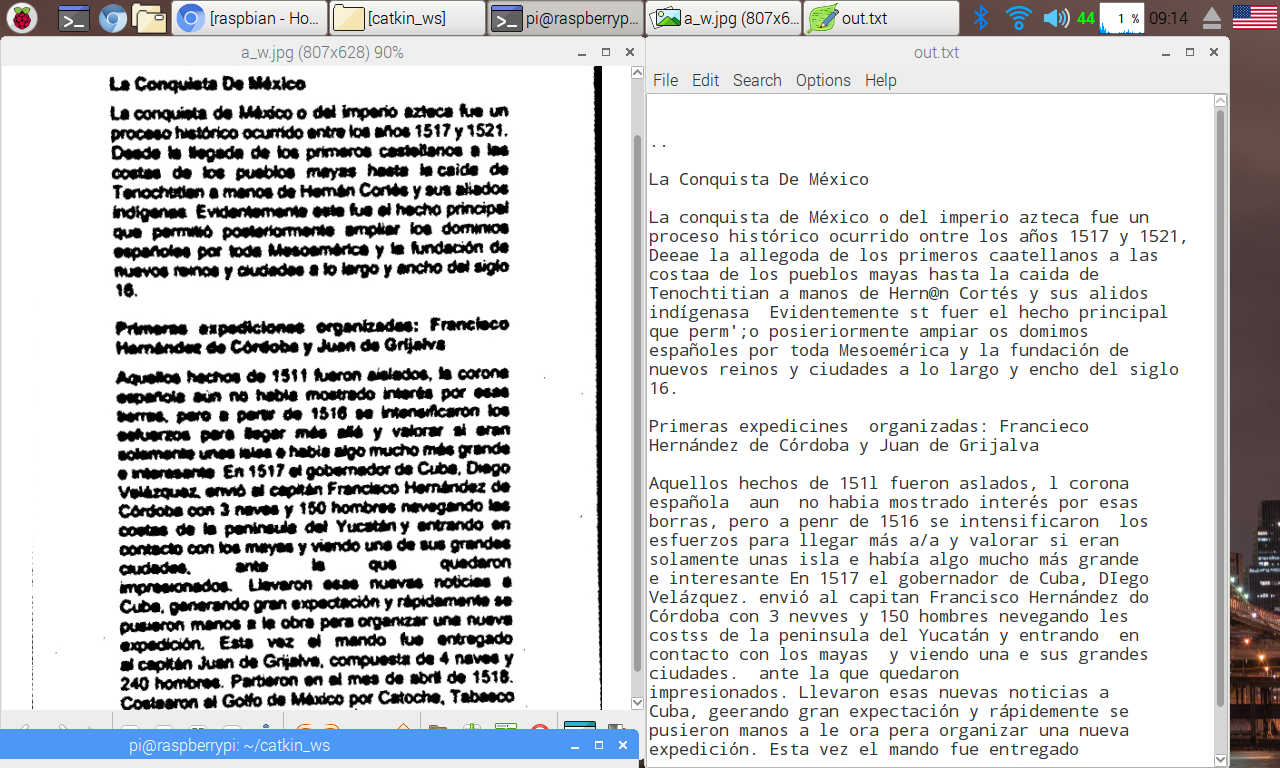 [raspbian - Ho...
[catkin_ws]
pi@raspberryp...
a_w.jpg (807x6...
out.txt
44
1 %
09:14
a_w.jpg (807x628) 90%
La Conquista De México
La conquista de México o del imperio azteca fue un
proceso histórico ocurrido entre los años 1517 y 1521.
Desde la llegada de los primeros castellanos a las
costas de los pueblos mayas hasta la caida de
Tenochtitlan a manos de Hernán Cortés y sus aliados
indígenas. Evidentemente este fue el hecho principal
que permitió posteriormente ampliar los dominios
españoles por toda Mesoamérica y la fundación de
nuevos reinos y ciudades a lo largo y ancho del siglo
16.
Primeras expediciones organizadas: Francisco
Hernández de Córdoba y Juan de Grijalva
Aquellos hechos de 1511 fueron aislados, la corona
española aun no habia mostrado interés por esas
tierras, pero a partir de 1516 se intensificaron los
esfuerzos para llegar más allá y valorar si eran
solamente unas islas e había algo mucho más grande
e interesante. En 1517 el gobernador de Cuba, Diego
Velázquez, envió al capitán Francisco Hernández de
Córdoba con 3 naves y 150 hombres navegando las
costas de la peninsula del Yucatán y entrando en
contacto con los mayas y viendo una de sus grandes
ciudades, ante la que quedaron
impresionados. Llevaron esas nuevas noticias a
Cuba, generando gran expectación y rápidamente se
pusieron manos a le obra para organizar una nueva
expedición. Esta vez el mando fue entregado
al capitán Juan de Grijalva, compuesta de 4 naves y
240 hombres. Partieron en el mes de abril de 1518.
Costearon al Golfo de México por Catoche, Tabasco
pi@raspberrypi: ~/catkin_ws
out.txt
File Edit Search Options Help
..
La Conquista De México
La conquista de México o del imperio azteca fue un
proceso histórico ocurrido ontre los años 1517 y 1521,
Deeae la allegoda de los primeros caatellanos a las
costaa de los pueblos mayas hasta la caida de
Tenochtitian a manos de Hern@n Cortés y sus alidos
indígenasa  Evidentemente st fuer el hecho principal
que perm';o posieriormente ampiar os domimos
españoles por toda Mesoemérica y la fundación de
nuevos reinos y ciudades a lo largo y encho del siglo
16.
Primeras expedicines  organizadas: Francieco
Hernández de Córdoba y Juan de Grijalva
Aquellos hechos de 151l fueron aslados, l corona
española  aun  no habia mostrado interés por esas
borras, pero a penr de 1516 se intensificaron  los
esfuerzos para llegar más a/a y valorar si eran
solamente unas isla e había algo mucho más grande
e interesante En 1517 el gobernador de Cuba, DIego
Velázquez. envió al capitan Francisco Hernández do
Córdoba con 3 nevves y 150 hombres nevegando les
costss de la peninsula del Yucatán y entrando  en
contacto con los mayas  y viendo una e sus grandes
ciudades.  ante la que quedaron
impresionados. Llevaron esas nuevas noticias a
Cuba, geerando gran expectación y rápidemente se
pusieron manos a le ora pera organizar una nueva
expedición. Esta vez el mando fue entregado